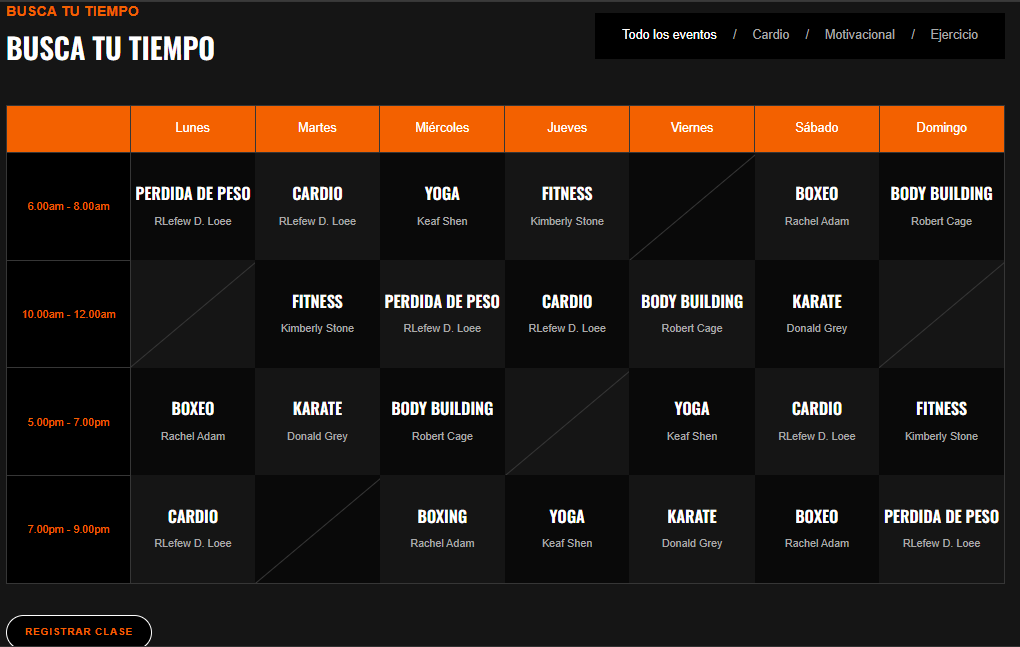 BUSCA TU TIEMPO
BUSCA TU TIEMPO
Todo los eventos / Cardio / Motivacional / Ejercicio
Lunes Martes Miércoles Jueves Viernes Sábado Domingo
PERDIDA DE PESO CARDIO YOGA FITNESS BOXEO BODY BUILDING
6.00am - 8.00am
RLefew D. Loee RLefew D. Loee Keaf Shen Kimberly Stone Rachel Adam Robert Cage
FITNESS PERDIDA DE PESO CARDIO BODY BUILDING KARATE
10.00am - 12.00am
Kimberly Stone RLefew D. Loee RLefew D. Loee Robert Cage Donald Grey
BOXEO KARATE BODY BUILDING YOGA CARDIO FITNESS
5.00pm - 7.00pm
Rachel Adam Donald Grey Robert Cage Keaf Shen RLefew D. Loee Kimberly Stone
CARDIO BOXING YOGA KARATE BOXEO PERDIDA DE PESO
7.00pm - 9.00pm
RLefew D. Loee Rachel Adam Keaf Shen Donald Grey Rachel Adam RLefew D. Loee
REGISTRAR CLASE